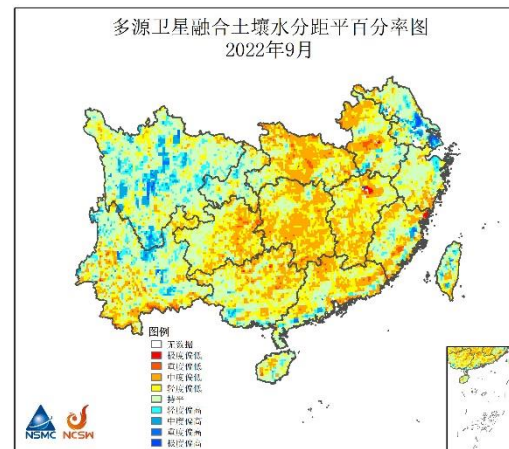 多源卫星融合土壤水分距平百分率图
2022年9月
图例
无数据
极度偏低
重度偏低
中度偏低
轻度偏低
持平
轻度偏高
中度偏高
重度偏高
极度偏高
NSMC
NCSW